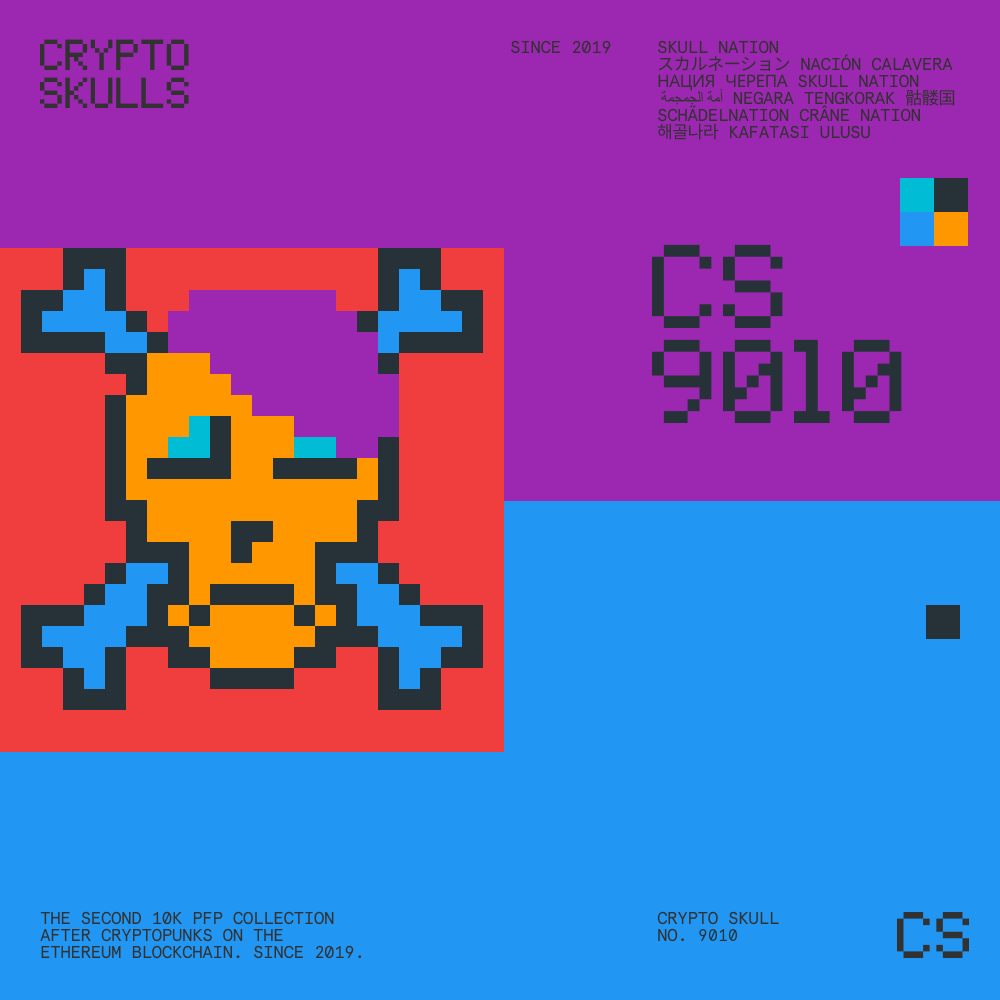 CRYPTO
SKULLS
SINCE 2019
SKULL NATION
スカルネーション NACIÓN CALAVERA
НАЦИЯ ЧЕРЕПА SKULL NATION
أمة الجمجمة NEGARA TENGKORAK 骷髅国
SCHÄDELNATION CRÂNE NATION
해골나라 KAFATASI ULUSU
CS
9010
THE SECOND 10K PFP COLLECTION
AFTER CRYPTOPUNKS ON THE
ETHEREUM BLOCKCHAIN. SINCE 2019.
CRYPTO SKULL
NO. 9010
CS